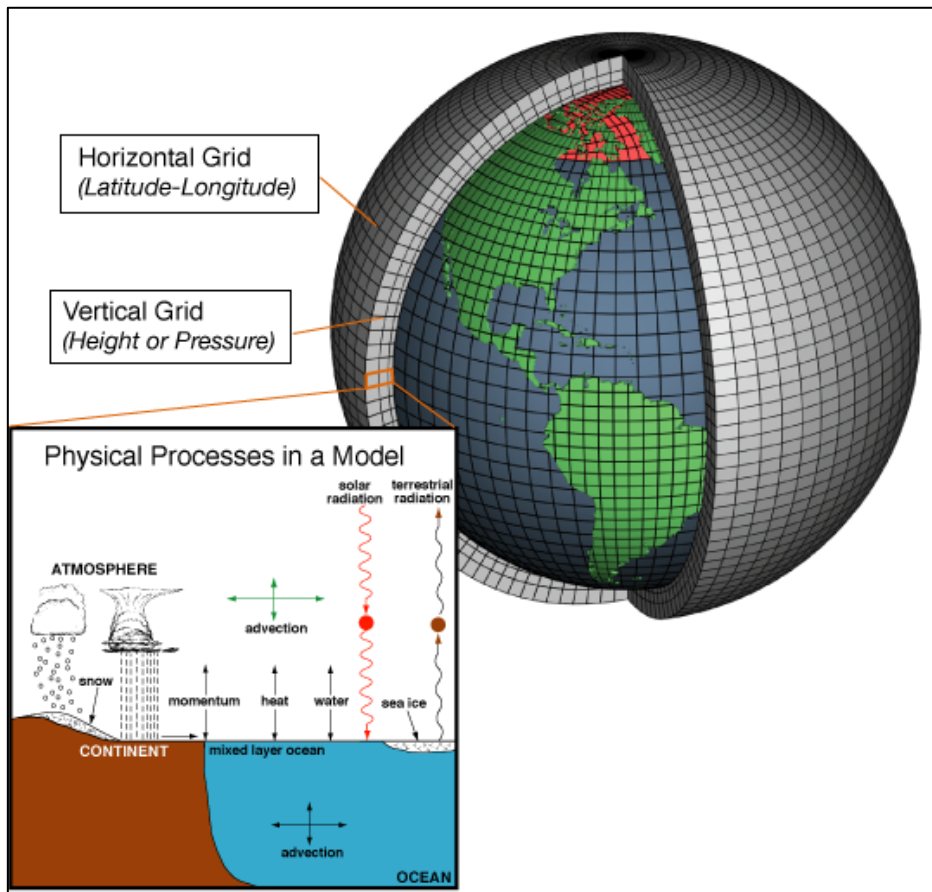 Horizontal Grid
(Latitude-Longitude)
Vertical Grid
(Height or Pressure)
Physical Processes in a Model
solar
radiation
terrestrial
radiation
ATMOSPHERE
advection
snow
momentum
heat
water
sea ice
CONTINENT
mixed layer ocean
advection
OCEAN